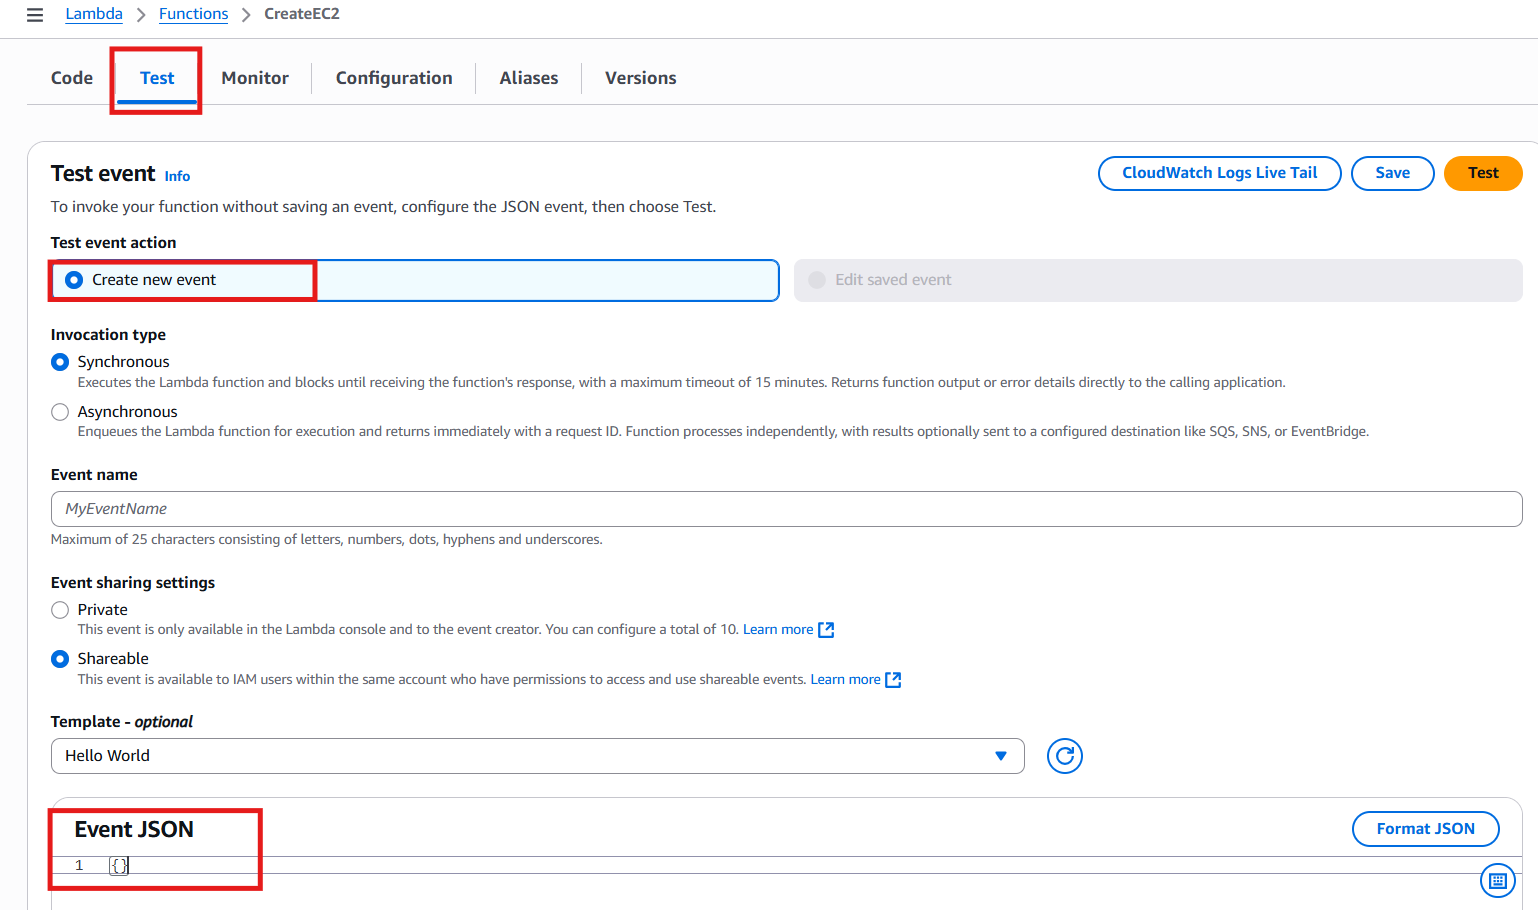 Lambda > Functions > CreateEC2
Code Test Monitor Configuration Aliases Versions
Test event Info CloudWatch Logs Live Tail Save Test
To invoke your function without saving an event, configure the JSON event, then choose Test.
Test event action
Create new event Edit saved event
Invocation type
Synchronous
Executes the Lambda function and blocks until receiving the function's response, with a maximum timeout of 15 minutes. Returns function output or error details directly to the calling application.
Asynchronous
Enqueues the Lambda function for execution and returns immediately with a request ID. Function processes independently, with results optionally sent to a configured destination like SQS, SNS, or EventBridge.
Event name
MyEventName
Maximum of 25 characters consisting of letters, numbers, dots, hyphens and underscores.
Event sharing settings
Private
This event is only available in the Lambda console and to the event creator. You can configure a total of 10. Learn more
Shareable
This event is available to IAM users within the same account who have permissions to access and use shareable events. Learn more
Template - optional
Hello World
Event JSON Format JSON
1 {}